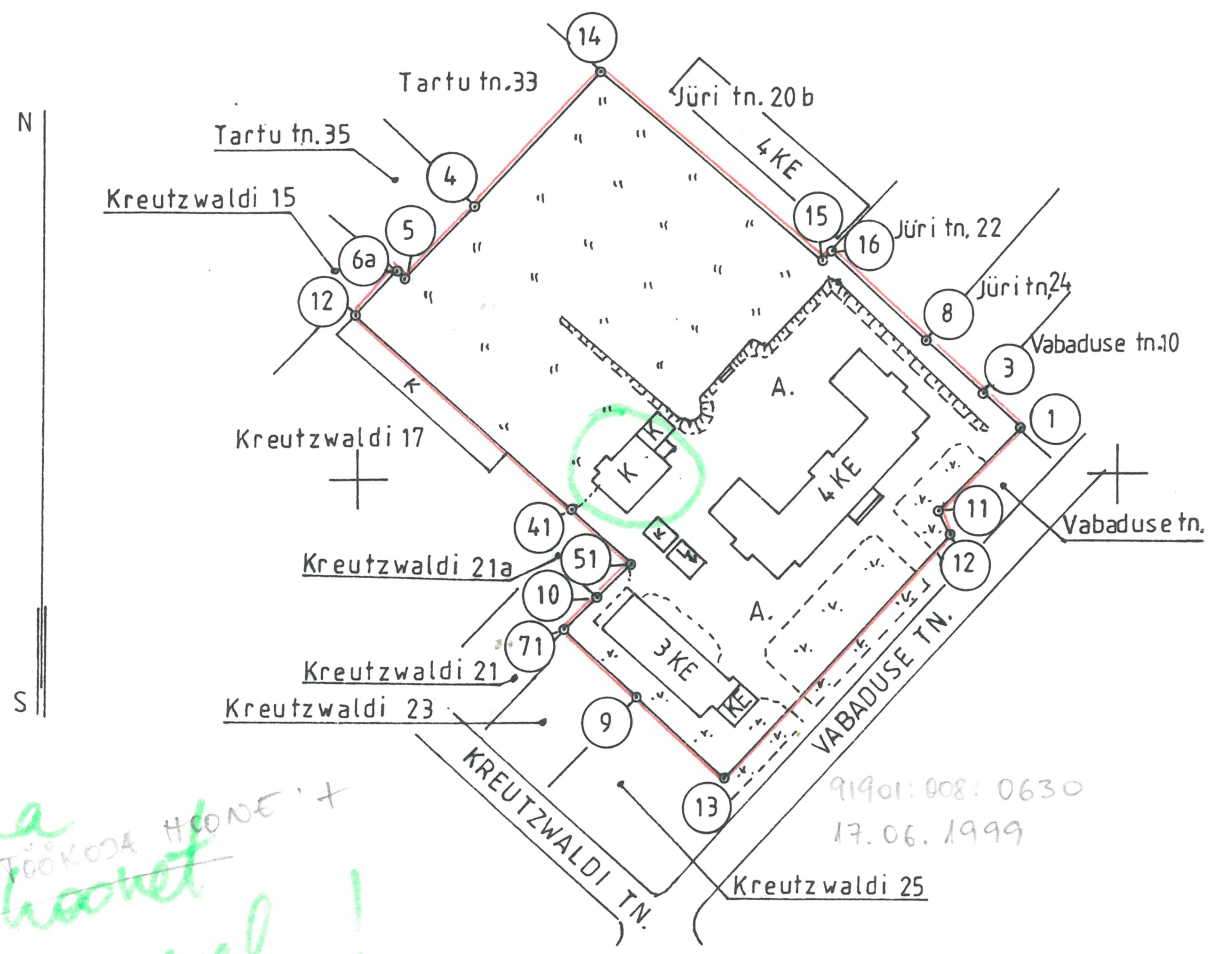 14
Tartu tn.33
Jüri tn. 20b
N
Tartu tn.35
4KE
4
Kreutzwaldi 15
15
5
16
Jüri tn. 22
6a
12
8
Jüri tn,24
Vabaduse tn.10
3
A.
K
1
Kreutzwaldi 17
K
K
4KE
41
11
Vabaduse tn.
51
12
Kreutzwaldi 21a
K
10
A.
71
3KE
Kreutzwaldi 21
KE
S
Kreutzwaldi 23
9
VABADUSE TN.
KREUTZWALDI TN.
13
91901:008:0630
17.06.1999
a
TÖÖKOJA HOONE +
hoonet
Kreutzwaldi 25
!